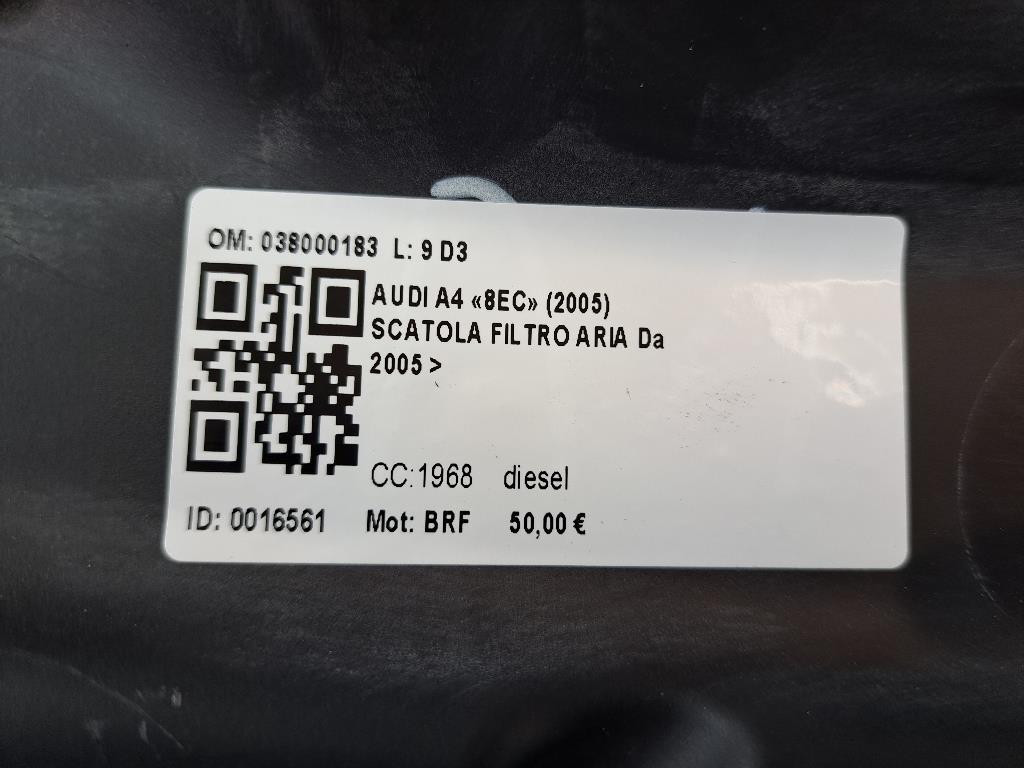 OM: 038000183 L: 9 D3
AUDI A4 «8EC» (2005)
SCATOLA FILTRO ARIA Da
2005 >
CC:1968 diesel
ID: 0016561 Mot: BRF 50,00 €